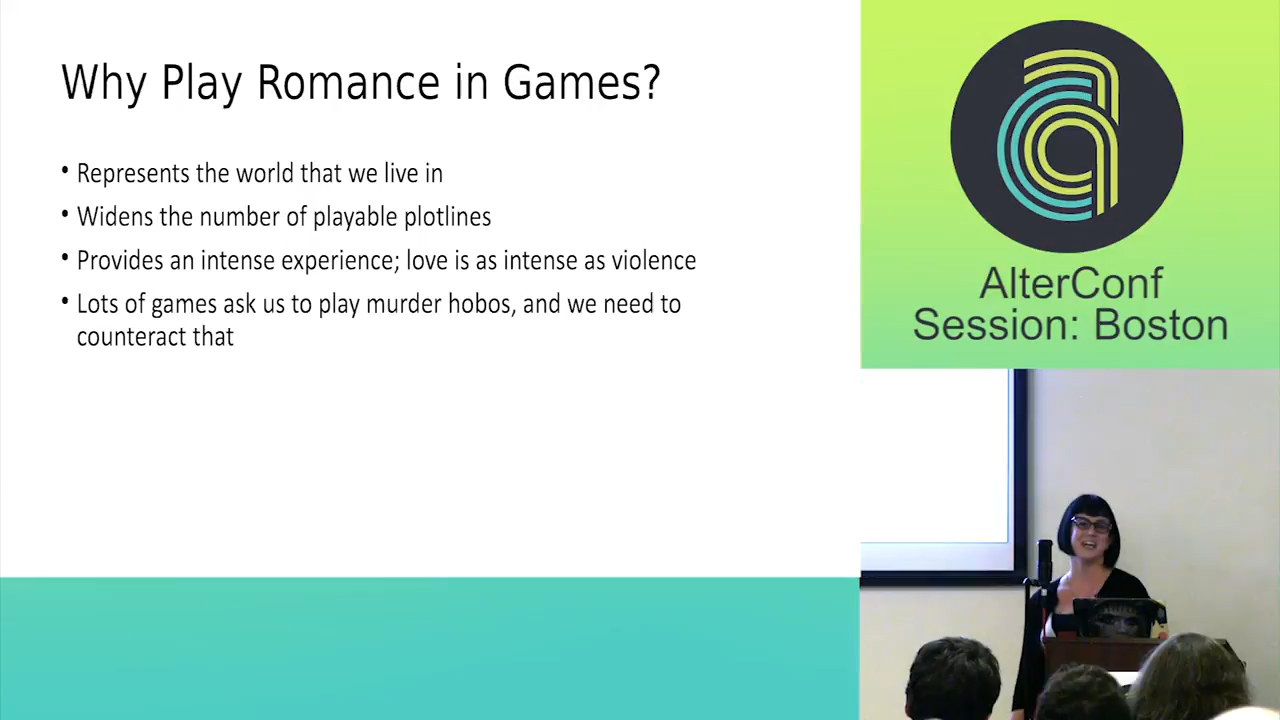 Why Play Romance in Games?
• Represents the world that we live in
• Widens the number of playable plotlines
• Provides an intense experience; love is as intense as violence
• Lots of games ask us to play murder hobos, and we need to
counteract that
AlterConf
Session: Boston